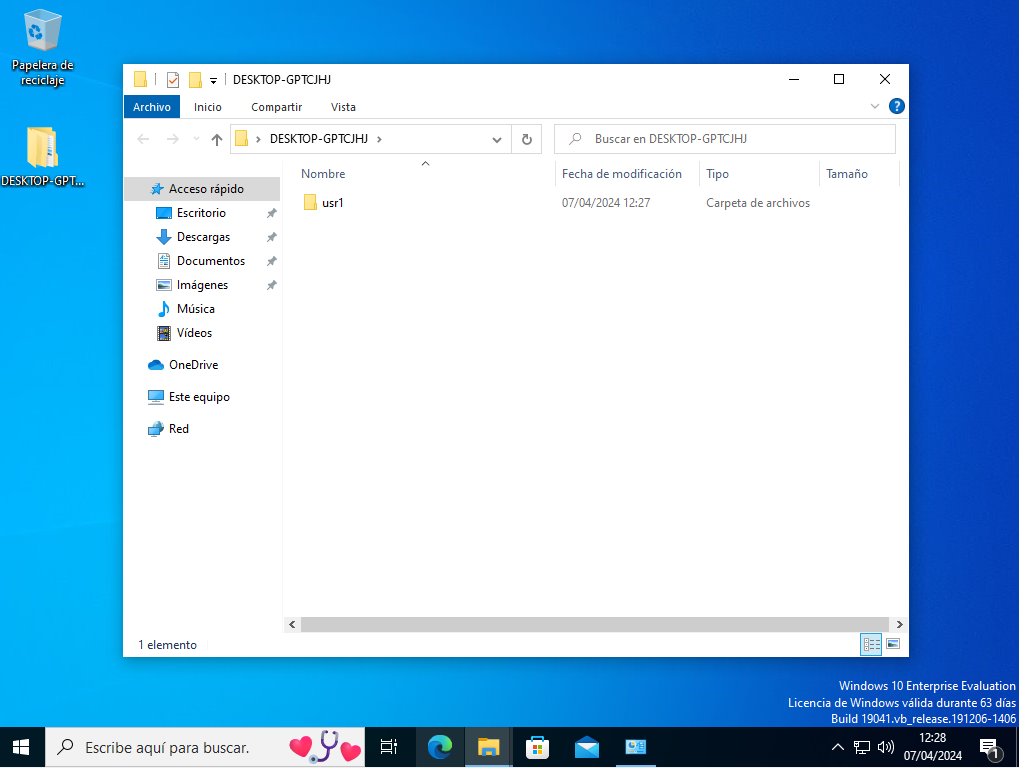 Papelera de
reciclaje
DESKTOP-GPT...
DESKTOP-GPTCJHJ
Archivo Inicio Compartir Vista
DESKTOP-GPTCJHJ
Buscar en DESKTOP-GPTCJHJ
Nombre Fecha de modificación Tipo Tamaño
usr1 07/04/2024 12:27 Carpeta de archivos
Acceso rápido
Escritorio
Descargas
Documentos
Imágenes
Música
Vídeos
OneDrive
Este equipo
Red
1 elemento
Windows 10 Enterprise Evaluation
Licencia de Windows válida durante 63 días
Build 19041.vb_release.191206-1406
Escribe aquí para buscar.
12:28
07/04/2024
1